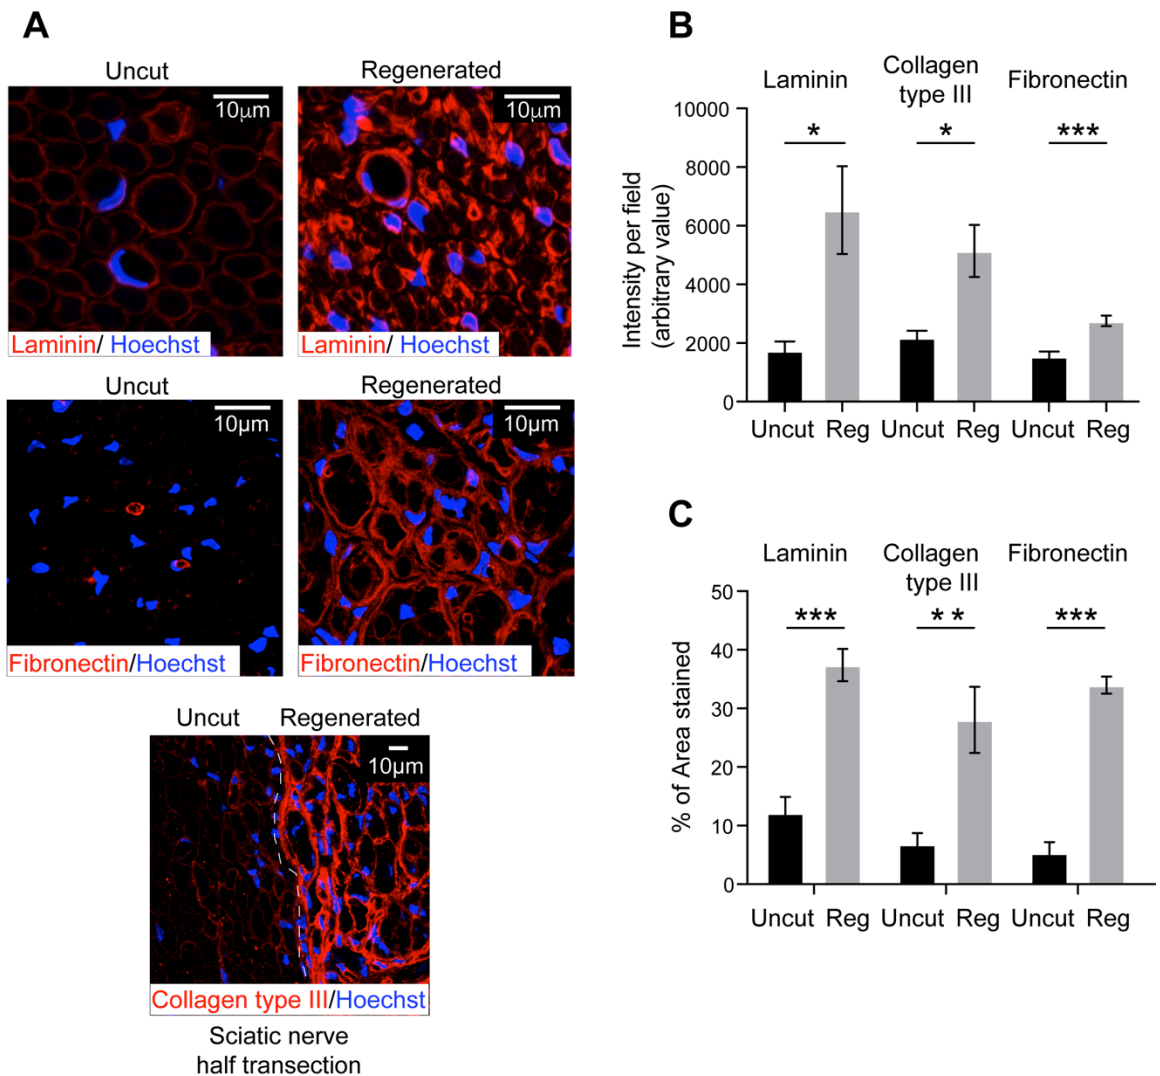 A
Uncut
Regenerated
10µm
10µm
Laminin/ Hoechst
Laminin/ Hoechst
Uncut
Regenerated
10µm
10µm
Fibronectin/Hoechst
Fibronectin/Hoechst
Uncut Regenerated
10µm
Collagen type III/Hoechst
Sciatic nerve
half transection
B
Laminin
Collagen
type III
Fibronectin
Intensity per field
(arbitrary value)
10000
8000
6000
4000
2000
0
*
*
***
Uncut Reg Uncut Reg Uncut Reg
C
Laminin
Collagen
type III
Fibronectin
% of Area stained
50
40
30
20
10
0
***
* *
***
Uncut Reg Uncut Reg Uncut Reg